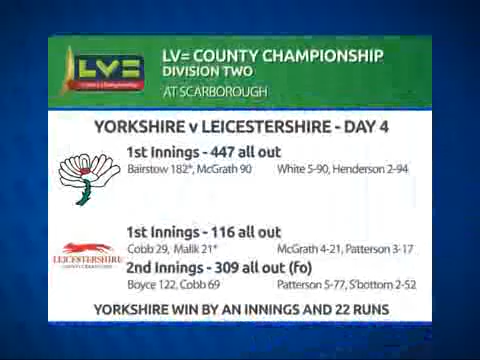 LV=
LV= COUNTY CHAMPIONSHIP
DIVISION TWO
AT SCARBOROUGH
YORKSHIRE v LEICESTERSHIRE - DAY 4
1st Innings - 447 all out
Bairstow 182*, McGrath 90 White 5-90, Henderson 2-94
1st Innings - 116 all out
Cobb 29, Malik 21* McGrath 4-21, Patterson 3-17
LEICESTERSHIRE
2nd Innings - 309 all out (fo)
Boyce 122, Cobb 69 Patterson 5-77, S'bottom 2-52
YORKSHIRE WIN BY AN INNINGS AND 22 RUNS